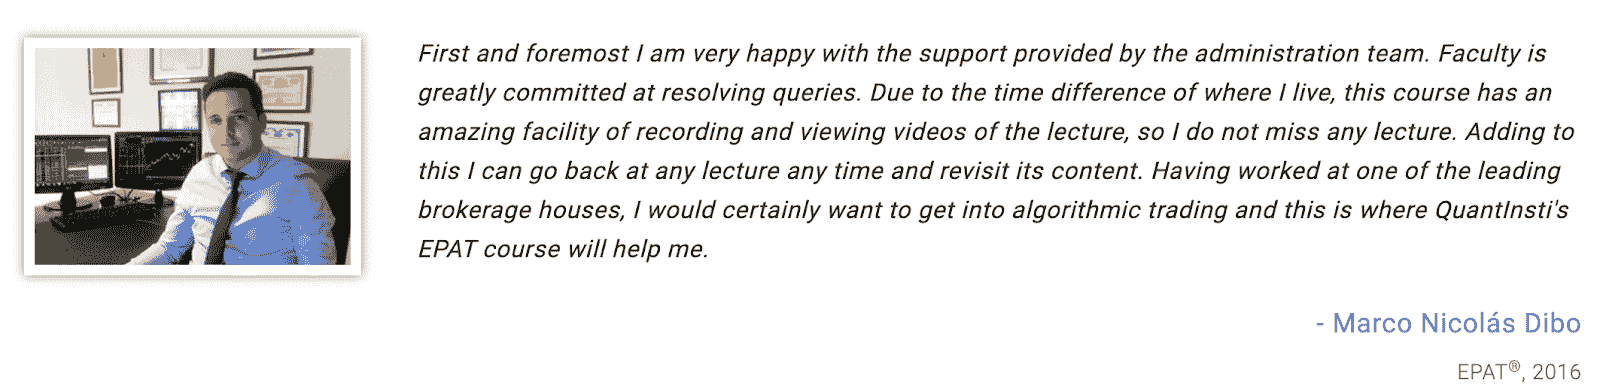 First and foremost I am very happy with the support provided by the administration team. Faculty is
greatly committed at resolving queries. Due to the time difference of where I live, this course has an
amazing facility of recording and viewing videos of the lecture, so I do not miss any lecture. Adding to
this I can go back at any lecture any time and revisit its content. Having worked at one of the leading
brokerage houses, I would certainly want to get into algorithmic trading and this is where QuantInsti's
EPAT course will help me.
- Marco Nicolás Dibo
EPAT®, 2016